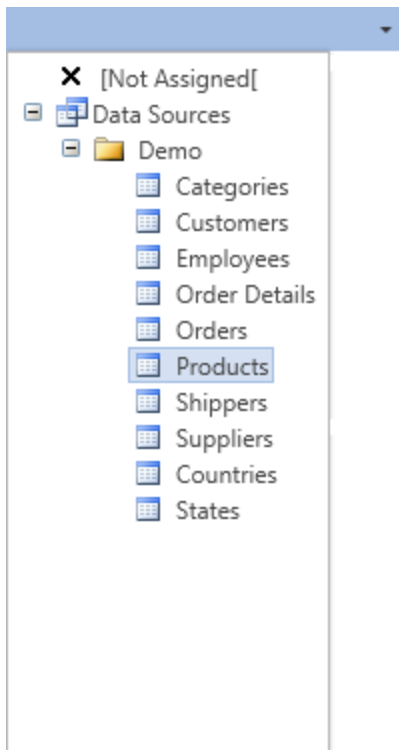 [Not Assigned[
Data Sources
Demo
Categories
Customers
Employees
Order Details
Orders
Products
Shippers
Suppliers
Countries
States